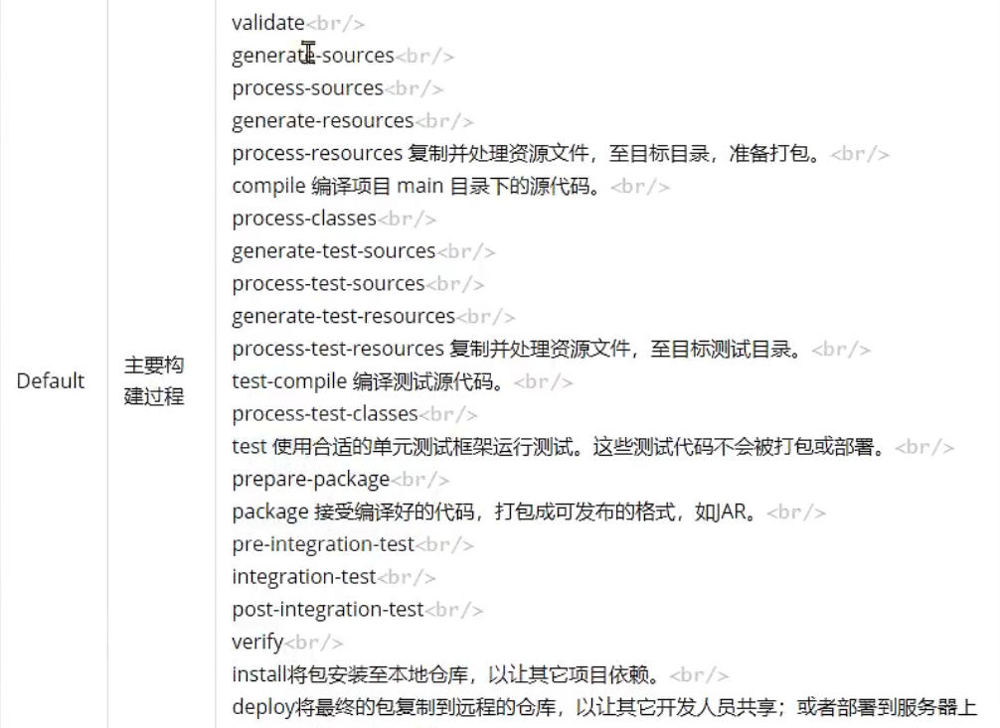 validate<br/>
generate-sources<br/>
process-sources<br/>
generate-resources<br/>
process-resources 复制并处理资源文件，至目标目录，准备打包。<br/>
compile 编译项目 main 目录下的源代码。<br/>
process-classes<br/>
generate-test-sources<br/>
process-test-sources<br/>
generate-test-resources<br/>
process-test-resources 复制并处理资源文件，至目标测试目录。<br/>
Default
主要构
建过程
test-compile 编译测试源代码。<br/>
process-test-classes<br/>
test 使用合适的单元测试框架运行测试。这些测试代码不会被打包或部署。<br/>
prepare-package<br/>
package 接受编译好的代码，打包成可发布的格式，如JAR。<br/>
pre-integration-test<br/>
integration-test<br/>
post-integration-test<br/>
verify<br/>
install将包安装至本地仓库，以让其它项目依赖。<br/>
deploy将最终的包复制到远程的仓库，以让其它开发人员共享；或者部署到服务器上